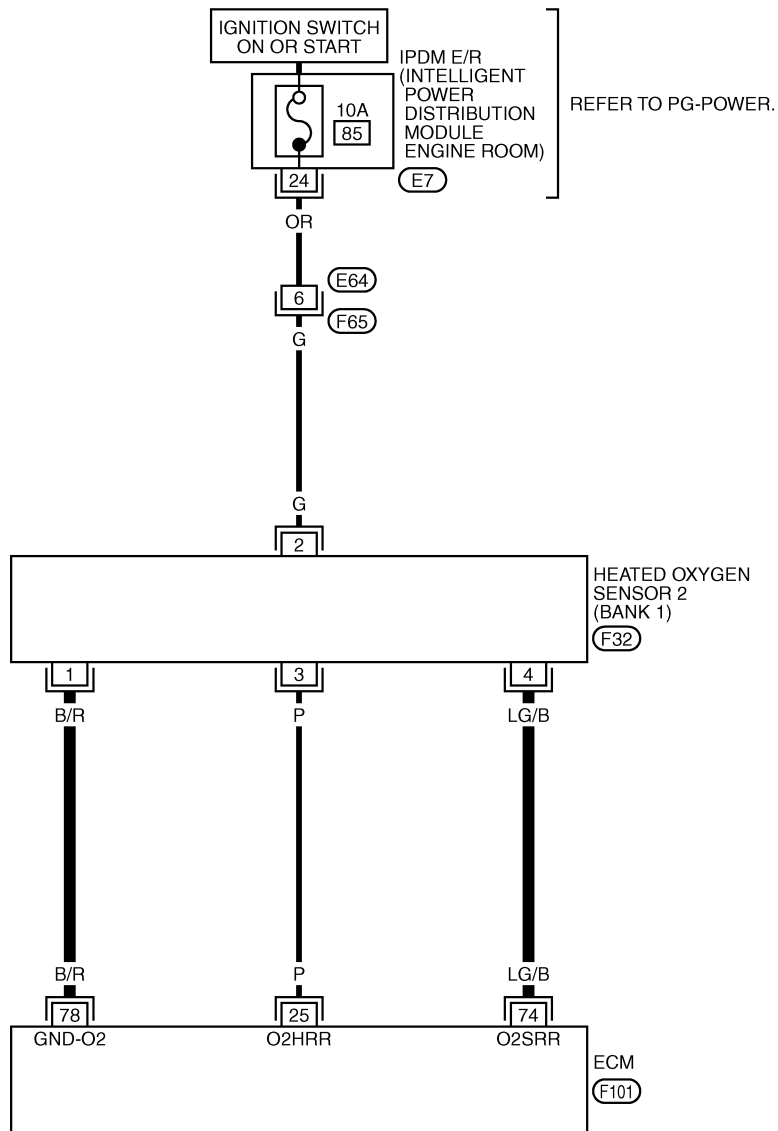 IGNITION SWITCH
ON OR START
IPDM E/R
(INTELLIGENT
POWER
DISTRIBUTION
MODULE
ENGINE ROOM)
REFER TO PG-POWER.
10A
85
24
E7
OR
E64
6
F65
G
G
2
HEATED OXYGEN
SENSOR 2
(BANK 1)
F32
1 3 4
B/R P LG/B
B/R P LG/B
78 25 74
GND-O2 O2HRR O2SRR
ECM
F101